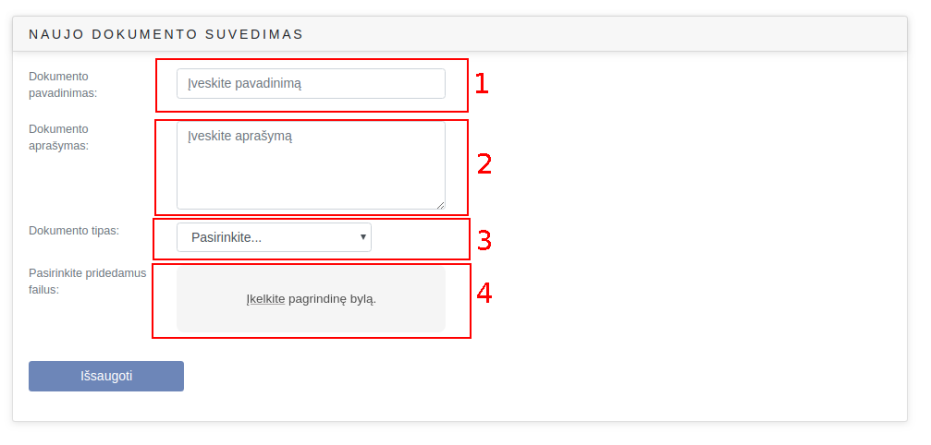 NAUJO DOKUMENTO SUVEDIMAS
Dokumento
pavadinimas:
Įveskite pavadinimą
1
Dokumento
aprašymas:
Įveskite aprašymą
2
Dokumento tipas:
Pasirinkite...
3
Pasirinkite pridedamus
failus:
Įkelkite pagrindinę bylą.
4
Išsaugoti